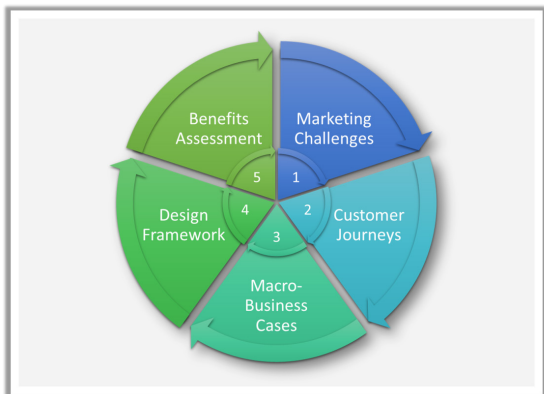 Marketing
Challenges
1
Customer
Journeys
2
Macro-
Business
Cases
3
Design
Framework
4
Benefits
Assessment
5